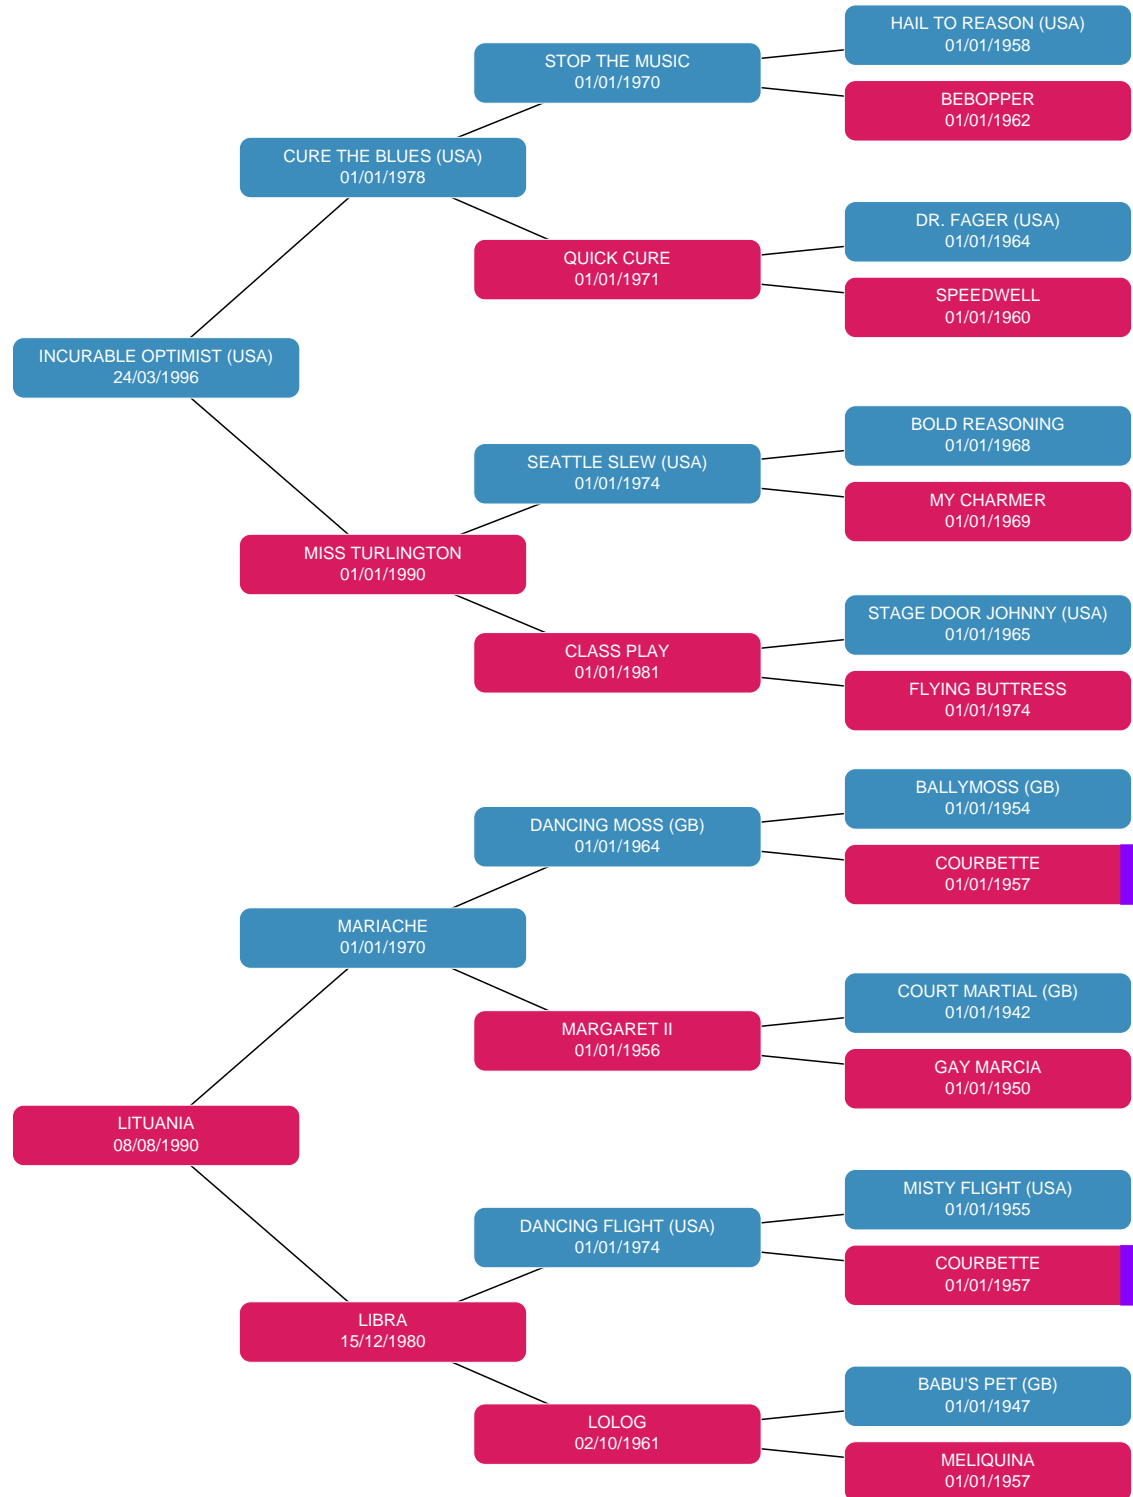 HAIL TO REASON (USA)
01/01/1958
STOP THE MUSIC
01/01/1970
BEBOPPER
01/01/1962
CURE THE BLUES (USA)
01/01/1978
DR. FAGER (USA)
01/01/1964
QUICK CURE
01/01/1971
SPEEDWELL
01/01/1960
INCURABLE OPTIMIST (USA)
24/03/1996
BOLD REASONING
01/01/1968
SEATTLE SLEW (USA)
01/01/1974
MY CHARMER
01/01/1969
MISS TURLINGTON
01/01/1990
STAGE DOOR JOHNNY (USA)
01/01/1965
CLASS PLAY
01/01/1981
FLYING BUTTRESS
01/01/1974
BALLYMOSS (GB)
01/01/1954
DANCING MOSS (GB)
01/01/1964
COURBETTE
01/01/1957
MARIACHE
01/01/1970
COURT MARTIAL (GB)
01/01/1942
MARGARET II
01/01/1956
GAY MARCIA
01/01/1950
LITUANIA
08/08/1990
MISTY FLIGHT (USA)
01/01/1955
DANCING FLIGHT (USA)
01/01/1974
COURBETTE
01/01/1957
LIBRA
15/12/1980
BABU'S PET (GB)
01/01/1947
LOLOG
02/10/1961
MELIQUINA
01/01/1957